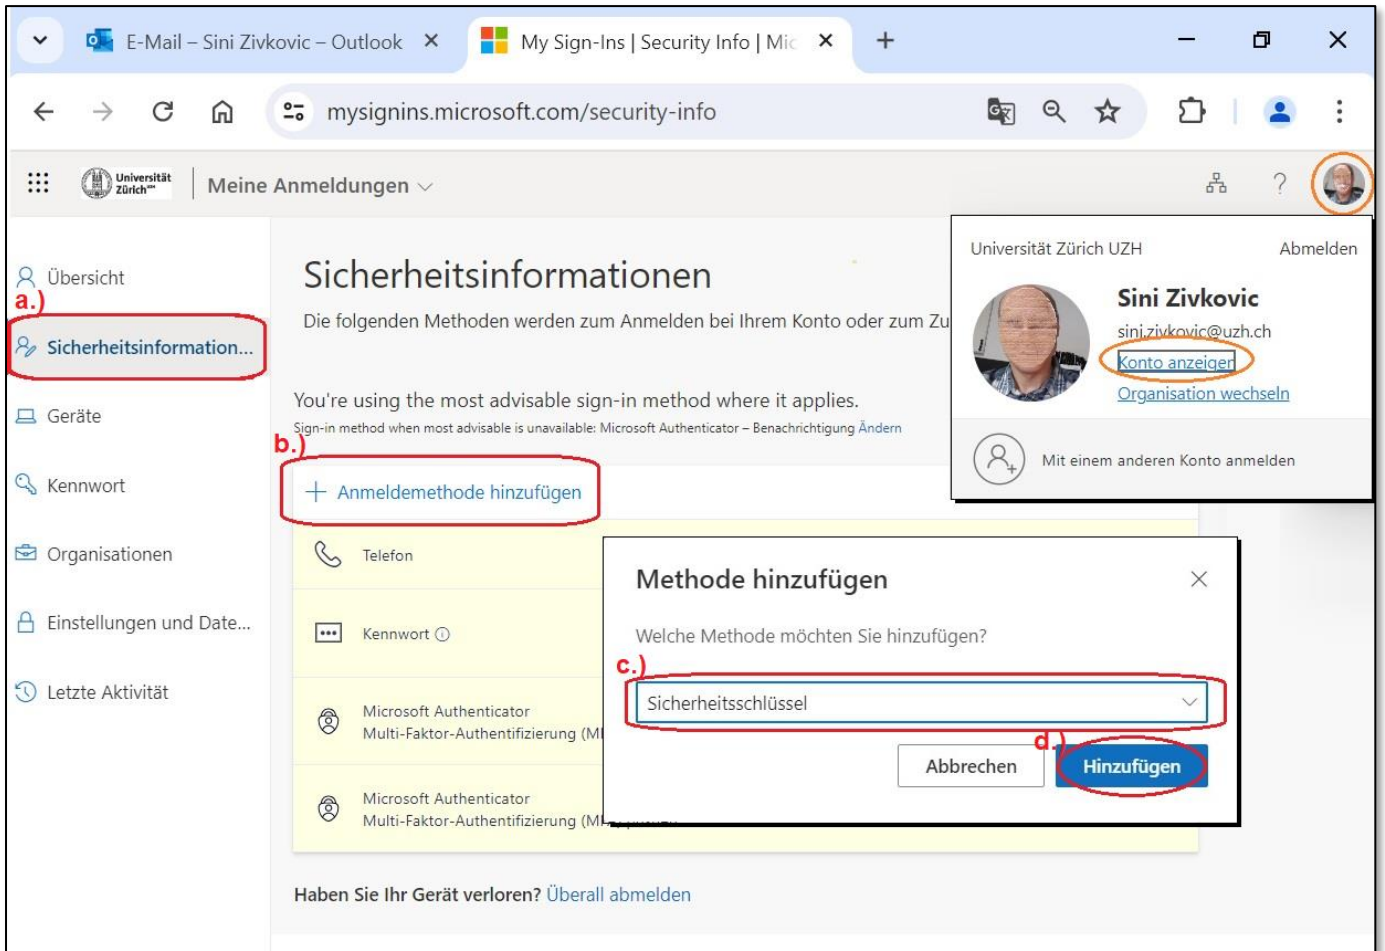 E-Mail – Sini Zivkovic – Outlook
My Sign-Ins | Security Info | Mic
mysignins.microsoft.com/security-info
Universität
Zürich
Meine Anmeldungen
?
Universität Zürich UZH
Abmelden
Sini Zivkovic
sini.zivkovic@uzh.ch
Konto anzeigen
Organisation wechseln
Mit einem anderen Konto anmelden
Übersicht
a.)
Sicherheitsinformation...
Geräte
Kennwort
Organisationen
Einstellungen und Date...
Letzte Aktivität
Sicherheitsinformationen
Die folgenden Methoden werden zum Anmelden bei Ihrem Konto oder zum Zu
You're using the most advisable sign-in method where it applies.
Sign-in method when most advisable is unavailable: Microsoft Authenticator – Benachrichtigung Ändern
b.)
+ Anmeldemethode hinzufügen
Telefon
Kennwort
Microsoft Authenticator
Multi-Faktor-Authentifizierung (MI
Microsoft Authenticator
Multi-Faktor-Authentifizierung (M
Methode hinzufügen
Welche Methode möchten Sie hinzufügen?
c.)
Sicherheitsschlüssel
d.)
Abbrechen
Hinzufügen
Haben Sie Ihr Gerät verloren? Überall abmelden